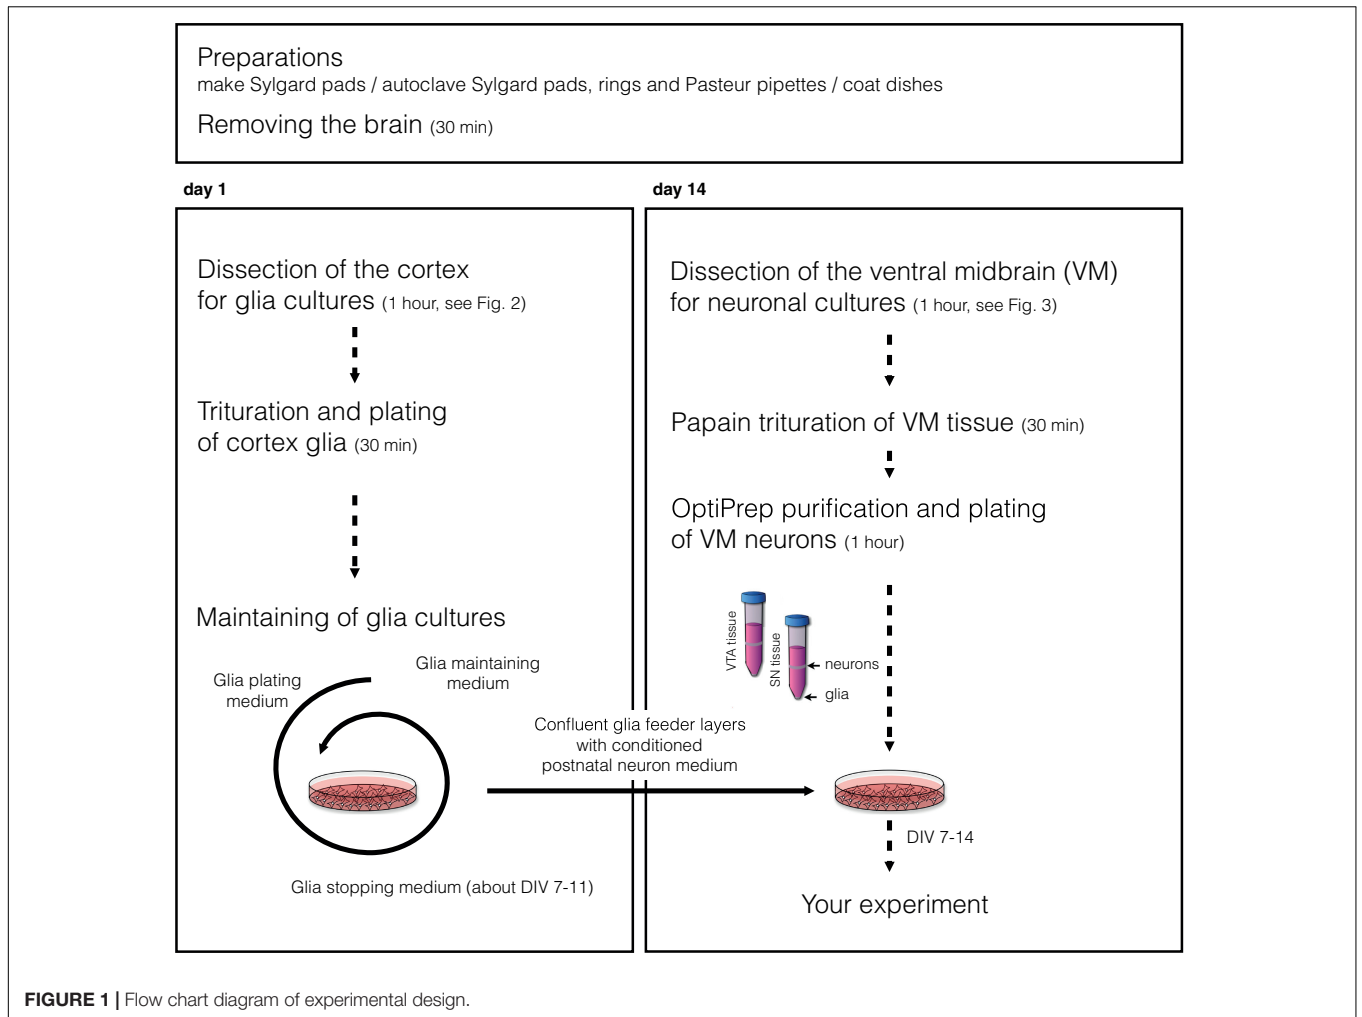 Preparations
make Sylgard pads / autoclave Sylgard pads, rings and Pasteur pipettes / coat dishes
Removing the brain (30 min)
day 1
Dissection of the cortex
for glia cultures (1 hour, see Fig. 2)
Trituration and plating
of cortex glia (30 min)
Maintaining of glia cultures
Glia plating
medium
Glia maintaining
medium
Glia stopping medium (about DIV 7-11)
Confluent glia feeder layers
with conditioned
postnatal neuron medium
day 14
Dissection of the ventral midbrain (VM)
for neuronal cultures (1 hour, see Fig. 3)
Papain trituration of VM tissue (30 min)
OptiPrep purification and plating
of VM neurons (1 hour)
VTA tissue
SN tissue
neurons
glia
DIV 7-14
Your experiment
FIGURE 1 | Flow chart diagram of experimental design.